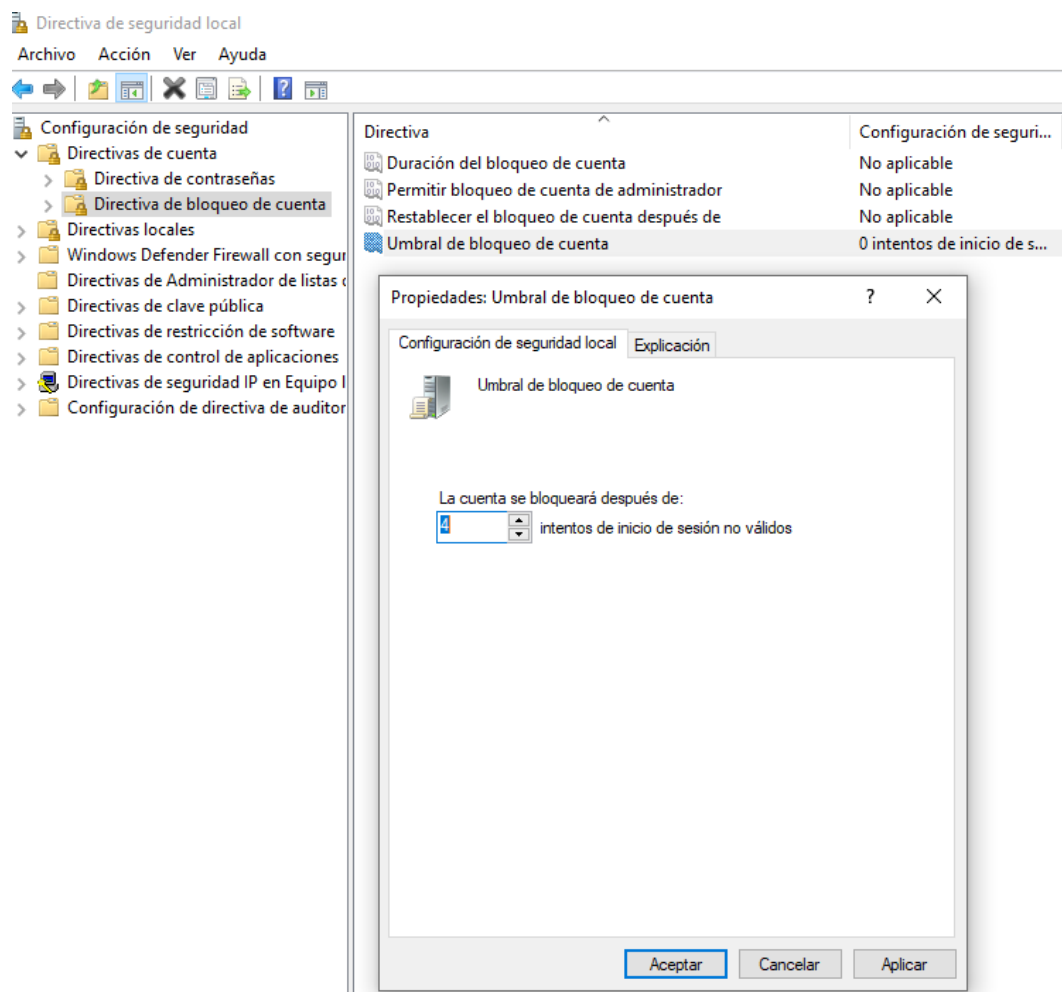 Directiva de seguridad local
Archivo Acción Ver Ayuda
Configuración de seguridad
Directivas de cuenta
Directiva de contraseñas
Directiva de bloqueo de cuenta
Directivas locales
Windows Defender Firewall con segur
Directivas de Administrador de listas
Directivas de clave pública
Directivas de restricción de software
Directivas de control de aplicaciones
Directivas de seguridad IP en Equipo
Configuración de directiva de auditor
Directiva Configuración de seguri...
Duración del bloqueo de cuenta No aplicable
Permitir bloqueo de cuenta de administrador No aplicable
Restablecer el bloqueo de cuenta después de No aplicable
Umbral de bloqueo de cuenta 0 intentos de inicio de s...
Propiedades: Umbral de bloqueo de cuenta ?
Configuración de seguridad local Explicación
Umbral de bloqueo de cuenta
La cuenta se bloqueará después de:
4 intentos de inicio de sesión no válidos
Aceptar Cancelar Aplicar